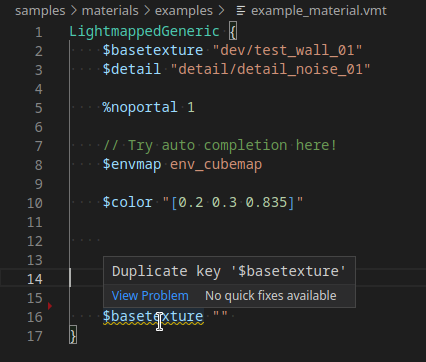 samples > materials > examples > example_material.vmt
1 LightmappedGeneric {
2 $basetexture "dev/test_wall_01"
3 $detail "detail/detail_noise_01"
4
5 %noportal 1
6
7 // Try auto completion here!
8 $envmap env_cubemap
9
10 $color "[0.2 0.3 0.835]"
11
12
13
Duplicate key '$basetexture'
14
View Problem No quick fixes available
15
16 $basetexture ""
17 }